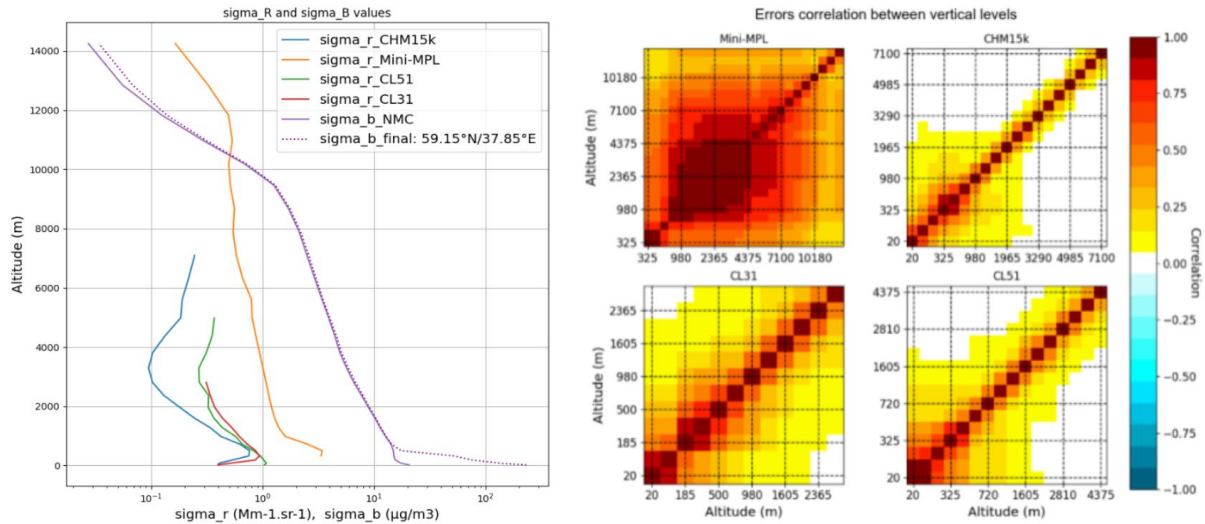 sigma_R and sigma_B values
14000
12000
10000
8000
6000
4000
2000
0
Altitude (m)
10⁻¹ 10⁰ 10¹ 10²
sigma_r (Mm-1.sr-1), sigma_b (µg/m3)
sigma_r_CHM15k
sigma_r_Mini-MPL
sigma_r_CL51
sigma_r_CL31
sigma_b_NMC
sigma_b_final: 59.15°N/37.85°E
Errors correlation between vertical levels
Mini-MPL
10180
7100
4375
2365
980
325
Altitude (m)
325 980 2365 4375 7100 10180
CHM15k
7100
4985
3290
1965
980
325
20
20 325 980 1965 3290 4985 7100
CL31
2365
1605
980
500
185
20
Altitude (m)
20 185 500 980 1605 2365
Altitude (m)
CL51
4375
2810
1605
720
325
20
20 325 720 1605 2810 4375
Altitude (m)
1.00
0.75
0.50
0.25
0.00
−0.25
−0.50
−0.75
−1.00
Correlation